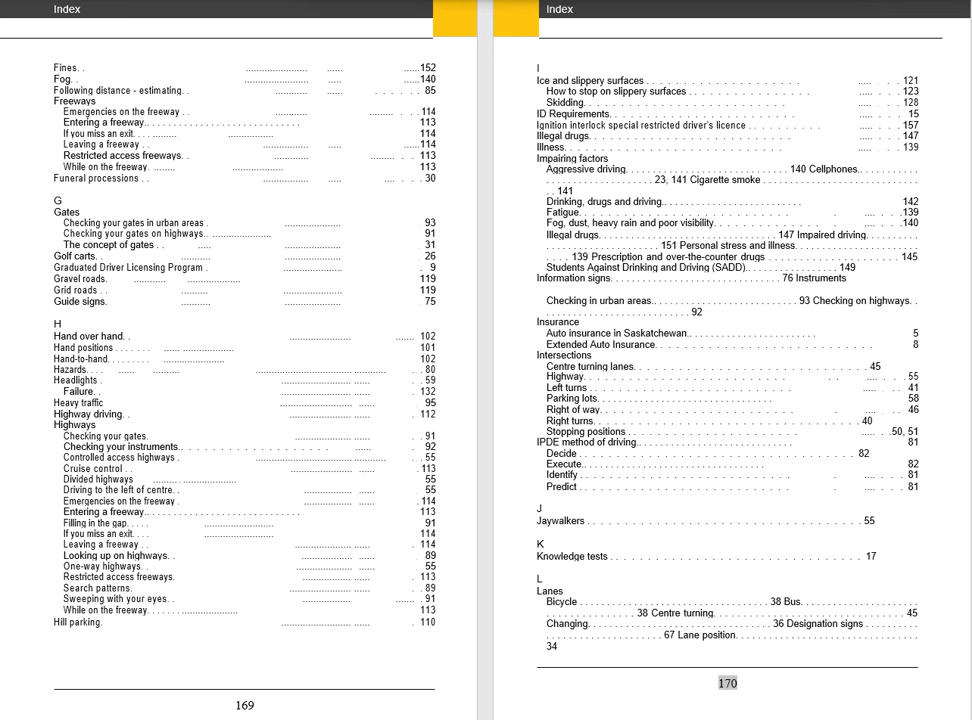 Index
Fines. . ...................... ...... ......152
Fog. . ...................... ..... ......140
Following distance - estimating. . ............ ..... . . . . . . 85
Freeways
Emergencies on the freeway . . ............ ......... . . .114
Entering a freeway.. . . . . . . . . . . . . . . . . . . . . . . . . . 113
If you miss an exit. . . . ......... ................ 114
Leaving a freeway . . ............ ......114
Restricted access freeways. . ............ ......... . . 113
While on the freeway. ........ .................. 113
Funeral processions . . ................ ..... .... . . . . 30
G
Gates
Checking your gates in urban areas . .................... 93
Checking your gates on highways.. ..................... 91
The concept of gates . . ..... .................... 31
Golf carts. . .......... .................... 26
Graduated Driver Licensing Program . ..................... . 9
Gravel roads. ............ ................... 119
Grid roads . . .......... .................... 119
Guide signs. .......... .................... 75
H
Hand over hand. . ...................... ...... ...... 102
Hand positions . . . . . . . ...... .................. 101
Hand-to-hand. . . . . . . . . ...... .................. 102
Hazards. . . . ...... .......... ................................... ........... . . 80
Headlights . ......................... ...... . . 59
Failure. . ...................... ...... . 132
Heavy traffic ...................... ...... 95
Highway driving. . ...................... ...... . 112
Highways
Checking your gates. ...................... ...... . . 91
Checking your instruments.. . . . . . . . . . . . . . . . . . . ...... . . 92
Controlled access highways . ................................... ........... . . 55
Cruise control . . ...................... ...... . 113
Divided highways .......... ................... 55
Driving to the left of centre. . ................. ...... 55
Emergencies on the freeway . ................. ...... . 114
Entering a freeway.. . . . . . . . . . . . . . . . . . . . . . . . . . 113
Filling in the gap. . . . . ........................ 91
If you miss an exit. . . . ........................ 114
Leaving a freeway . . .................... ...... . 114
Looking up on highways. . .................... ...... . 89
One-way highways. . .................... ...... . 55
Restricted access freeways. .................... ...... . 113
Search patterns. .................... ...... . 89
Sweeping with your eyes. . ................. ....... . . 91
While on the freeway. . . . . . . .................... 113
Hill parking. ...................... ...... . 110
169
Index
I
Ice and slippery surfaces . . . . . . . . . . . . . . . . . . ..... . . . 121
How to stop on slippery surfaces . . . . . . . . . . . . . . . ..... . . . 123
Skidding. . . . . . . . . . . . . . . . . . . . . . . ..... . . . 128
ID Requirements. . . . . . . . . . . . . . . . . . . . ..... . . . 15
Ignition interlock special restricted driver's licence . . . . . . . . . . ..... . . . 157
Illegal drugs. . . . . . . . . . . . . . . . . . . . . . ..... . . . 147
Illness. . . . . . . . . . . . . . . . . . . . . . . . ..... . . . 139
Impairing factors
Aggressive driving. . . . . . . . . . . . . . . . . . . . . . . 140 Cellphones. . . . . . . . .
. . . . . . . . . . . . . . . 23, 141 Cigarette smoke . . . . . . . . . . . . . . . . . . . . .
. . 141
Drinking, drugs and driving.. . . . . . . . . . . . . . . . . . . 142
Fatigue. . . . . . . . . . . . . . . . . . . . . . . .... . . .139
Fog, dust, heavy rain and poor visibility. . . . . . . . . . . . .... . . .140
Illegal drugs. . . . . . . . . . . . . . . . . . . . . . . . 147 Impaired driving. . . . . . .
. . . . . . . . . . . . . . . . . 151 Personal stress and illness. . . . . . . . . . . . . . . .
. . . . 139 Prescription and over-the-counter drugs . . . . . . . . . . . . . . . . . 145
Students Against Drinking and Driving (SADD).. . . . . . . . . . . . . 149
Information signs. . . . . . . . . . . . . . . . . . . . . . 76 Instruments
Checking in urban areas.. . . . . . . . . . . . . . . . . . . . 93 Checking on highways. .
. . . . . . . . . . . . . . . . . . . 92
Insurance
Auto insurance in Saskatchewan.. . . . . . . . . . . . . . . . 5
Extended Auto Insurance. . . . . . . . . . . . . . . . . . . . 8
Intersections
Centre turning lanes. . . . . . . . . . . . . . . . . . . . . . 45
Highway. . . . . . . . . . . . . . . . . . . . . . . .... . . . 55
Left turns . . . . . . . . . . . . . . . . . . . . ..... . . 41
Parking lots. . . . . . . . . . . . . . . . . . . . . . 58
Right of way. . . . . . . . . . . . . . . . . . . . . .... . . 46
Right turns. . . . . . . . . . . . . . . . . . . . . . . . 40
Stopping positions . . . . . . . . . . . . . . . . . ..... . .50, 51
IPDE method of driving.. . . . . . . . . . . . . . . . . . . 81
Decide . . . . . . . . . . . . . . . . . . . . . . . . . . 82
Execute.. . . . . . . . . . . . . . . . . . . . . . . . 82
Identify . . . . . . . . . . . . . . . . . . . . . . .... . . . 81
Predict . . . . . . . . . . . . . . . . . . . . . . . .... . . . 81
J
Jaywalkers . . . . . . . . . . . . . . . . . . . . . . . . . . 55
K
Knowledge tests . . . . . . . . . . . . . . . . . . . . . . . . 17
L
Lanes
Bicycle . . . . . . . . . . . . . . . . . . . . . . . . . . 38 Bus. . . . . . . . . . . . . . .
. . . . . . . . . . . . 38 Centre turning. . . . . . . . . . . . . . . . . . . . . . . . . . . 45
Changing. . . . . . . . . . . . . . . . . . . . . . . . 36 Designation signs . . . . . . . .
. . . . . . . . . . . . . . . . . 67 Lane position. . . . . . . . . . . . . . . . . . . . . . . . .
34
170